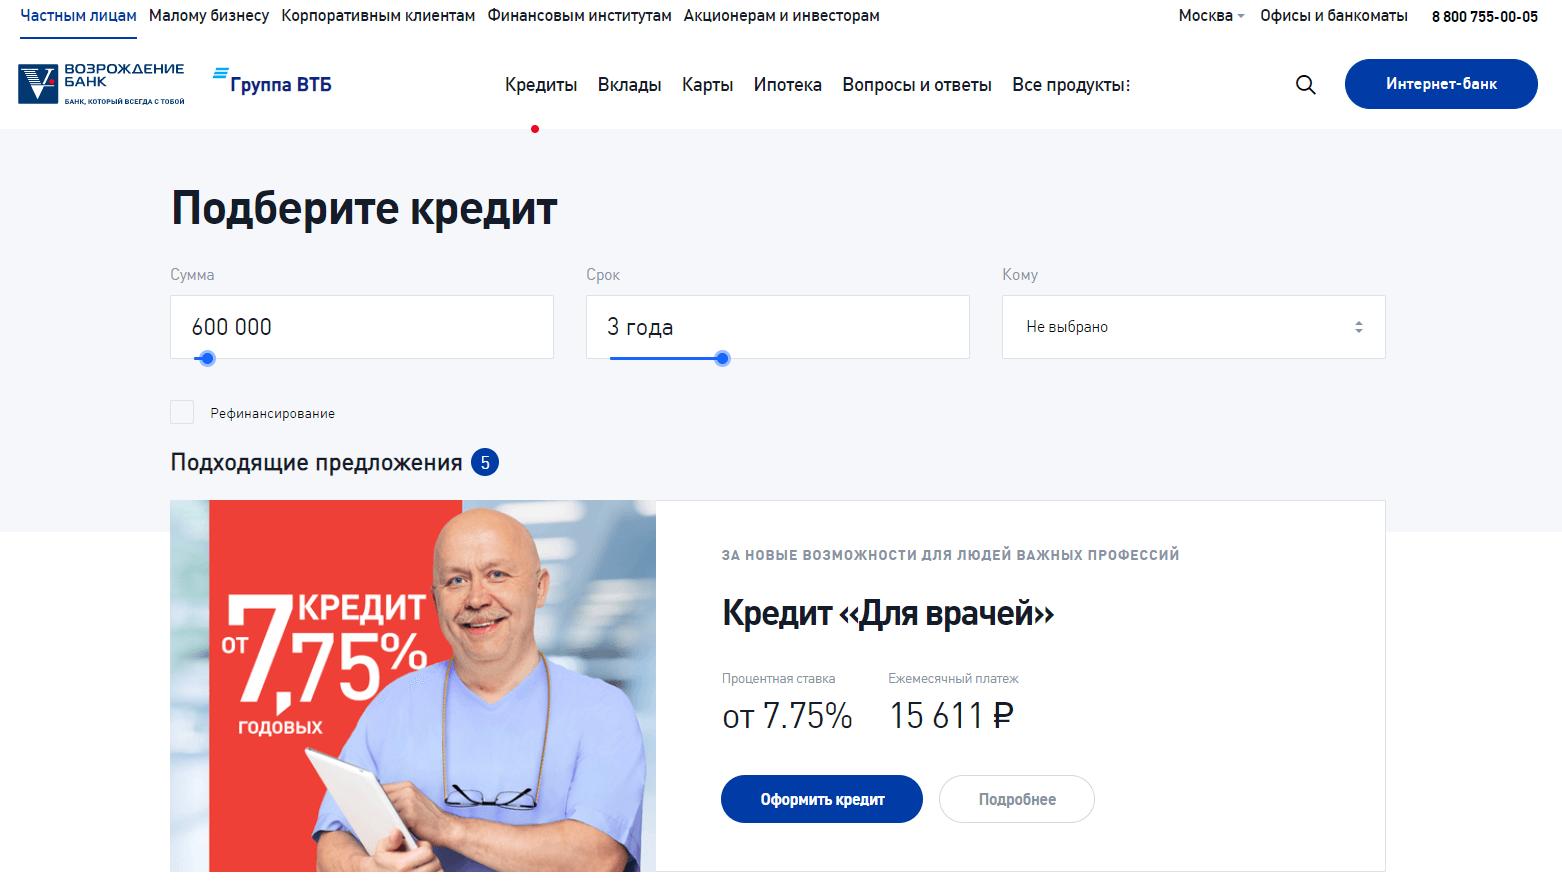 Частным лицам Малому бизнесу Корпоративным клиентам Финансовым институтам Акционерам и инвесторам Москва Офисы и банкоматы 8 800 755-00-05
ВОЗРОЖДЕНИЕ
БАНК
БАНК, КОТОРЫЙ ВСЕГДА С ТОБОЙ
Группа ВТБ
Кредиты Вклады Карты Ипотека Вопросы и ответы Все продукты
Интернет-банк
Подберите кредит
Сумма Срок Кому
600 000 3 года Не выбрано
Рефинансирование
Подходящие предложения 5
КРЕДИТ
ОТ 7,75%
ГОДОВЫХ
ЗА НОВЫЕ ВОЗМОЖНОСТИ ДЛЯ ЛЮДЕЙ ВАЖНЫХ ПРОФЕССИЙ
Кредит «Для врачей»
Процентная ставка Ежемесячный платеж
от 7.75% 15 611 ₽
Оформить кредит Подробнее